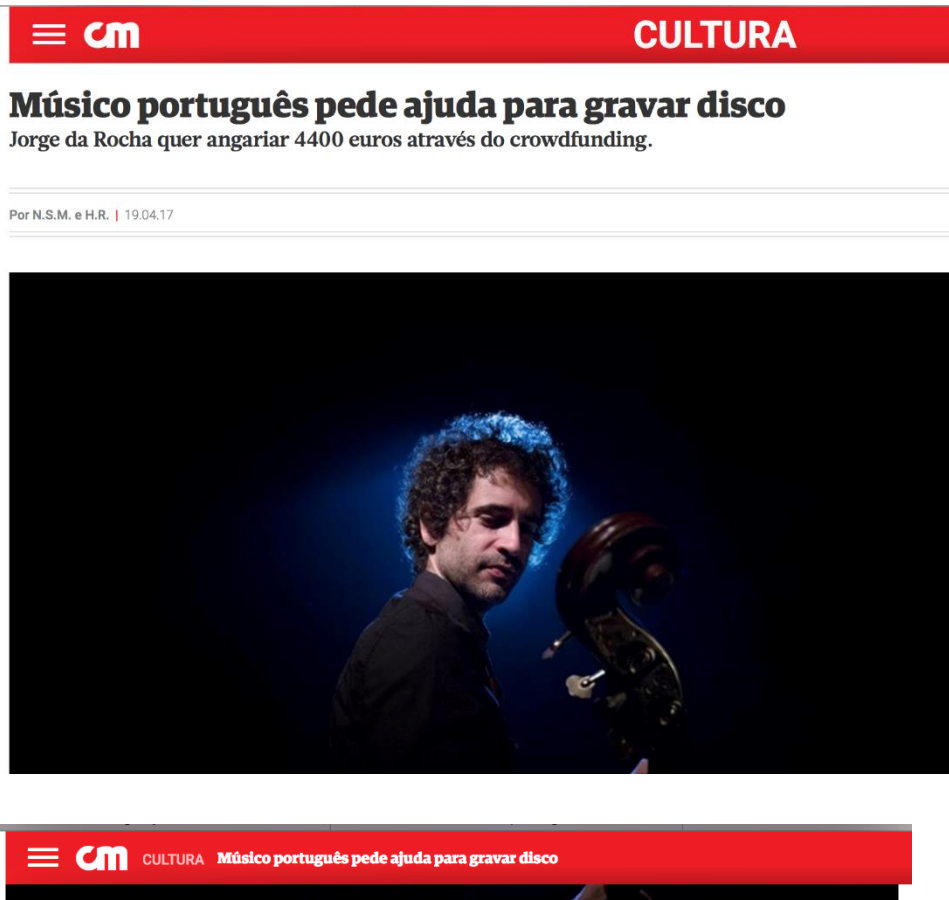 cm CULTURA
Músico português pede ajuda para gravar disco
Jorge da Rocha quer angariar 4400 euros através do crowdfunding.
Por N.S.M. e H.R. | 19.04.17
cm CULTURA Músico português pede ajuda para gravar disco